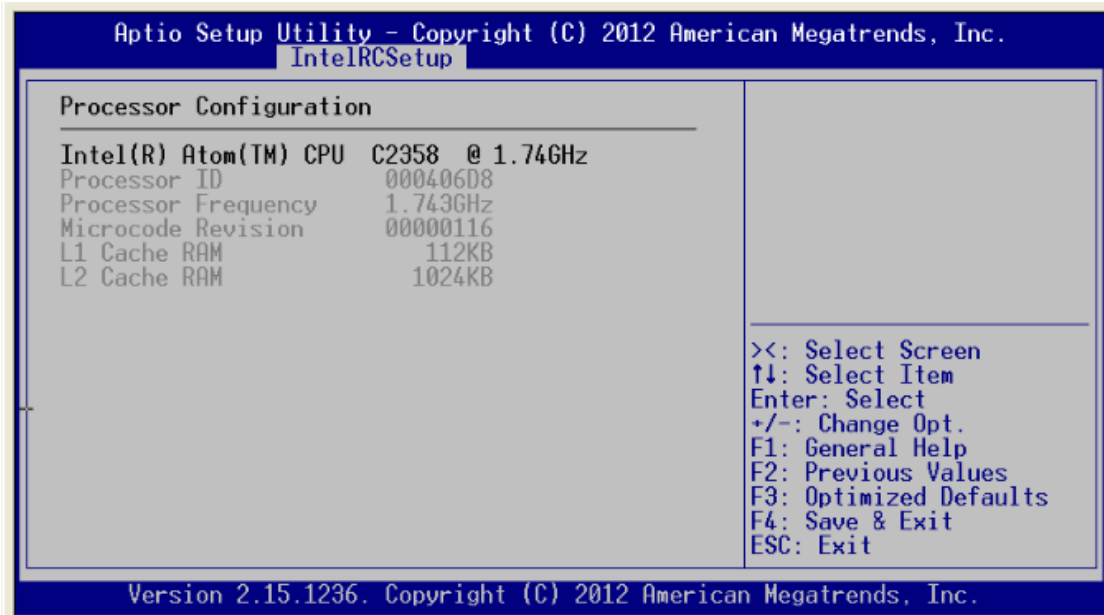 Aptio Setup Utility - Copyright (C) 2012 American Megatrends, Inc.
IntelRCSetup
Processor Configuration
Intel(R) Atom(TM) CPU C2358 @ 1.74GHz
Processor ID 000406D8
Processor Frequency 1.743GHz
Microcode Revision 00000116
L1 Cache RAM 112KB
L2 Cache RAM 1024KB
><: Select Screen
↑↓: Select Item
Enter: Select
+/-: Change Opt.
F1: General Help
F2: Previous Values
F3: Optimized Defaults
F4: Save & Exit
ESC: Exit
Version 2.15.1236. Copyright (C) 2012 American Megatrends, Inc.